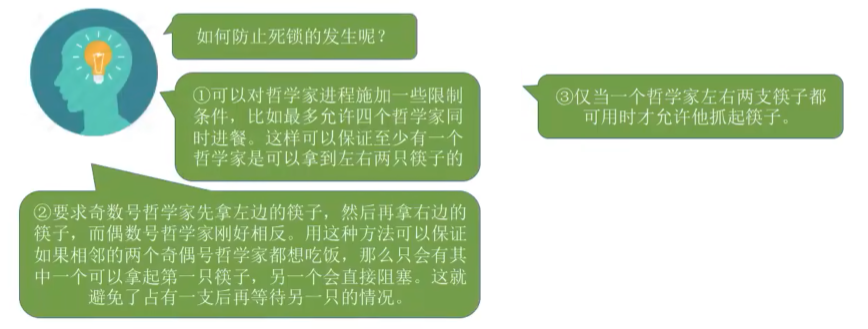 如何防止死锁的发生呢？
①可以对哲学家进程施加一些限制
条件，比如最多允许四个哲学家同
时进餐。这样可以保证至少有一个
哲学家是可以拿到左右两只筷子的
②要求奇数号哲学家先拿左边的筷子，然后再拿右边的
筷子，而偶数号哲学家刚好相反。用这种方法可以保证
如果相邻的两个奇偶号哲学家都想吃饭，那么只会有其
中一个可以拿起第一只筷子，另一个会直接阻塞。这就
避免了占有一支后再等待另一只的情况。
③仅当一个哲学家左右两支筷子都
可用时才允许他抓起筷子。